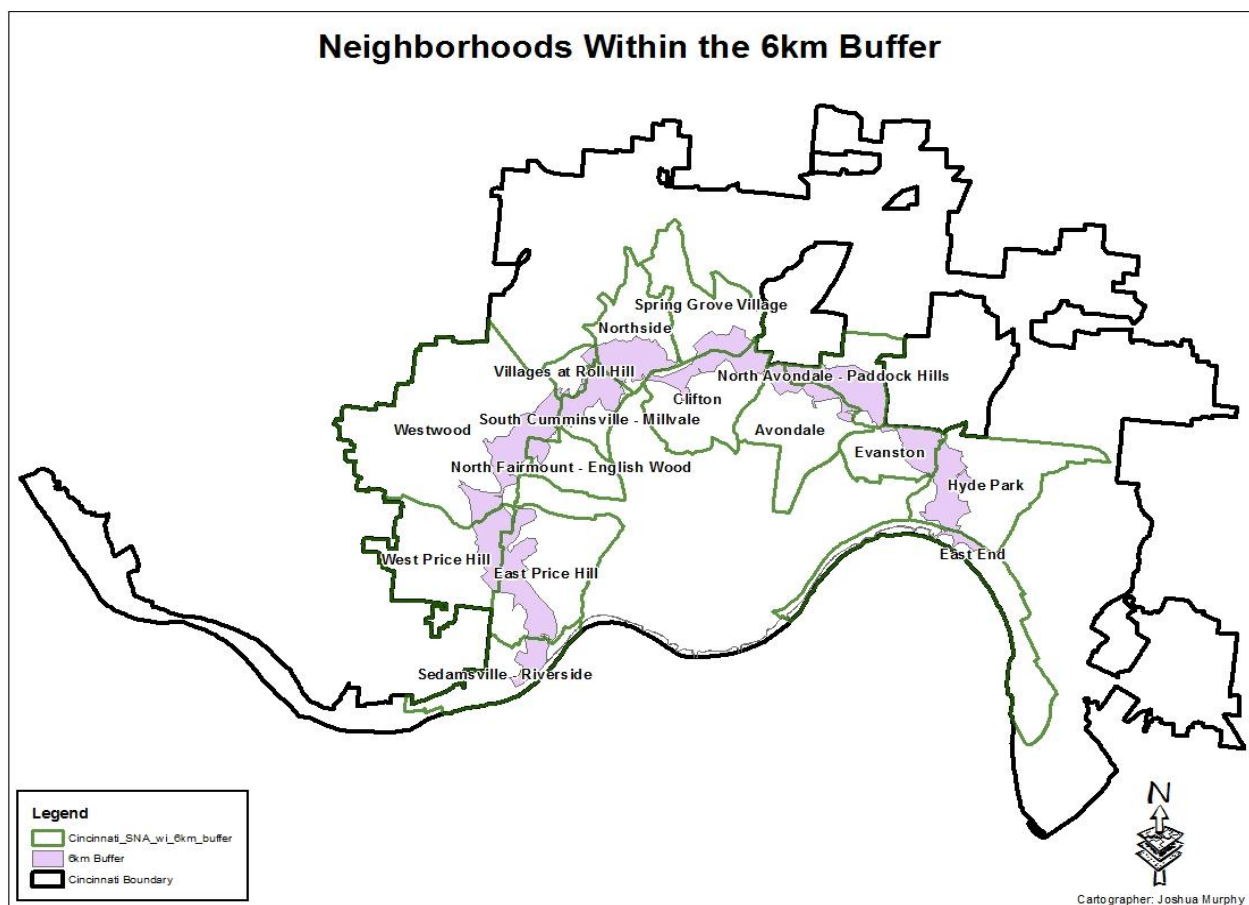 Neighborhoods Within the 6km Buffer
Spring Grove Village
Northside
Villages at Roll Hill
North Avondale - Paddock Hills
Clifton
South Cumminsville - Millvale
Westwood
Avondale
Evanston
North Fairmount - English Wood
Hyde Park
East End
West Price Hill
East Price Hill
Sedamsville - Riverside
Legend
Cincinnati_SNA_wi_6km_buffer
6km Buffer
Cincinnati Boundary
N
Cartographer: Joshua Murphy